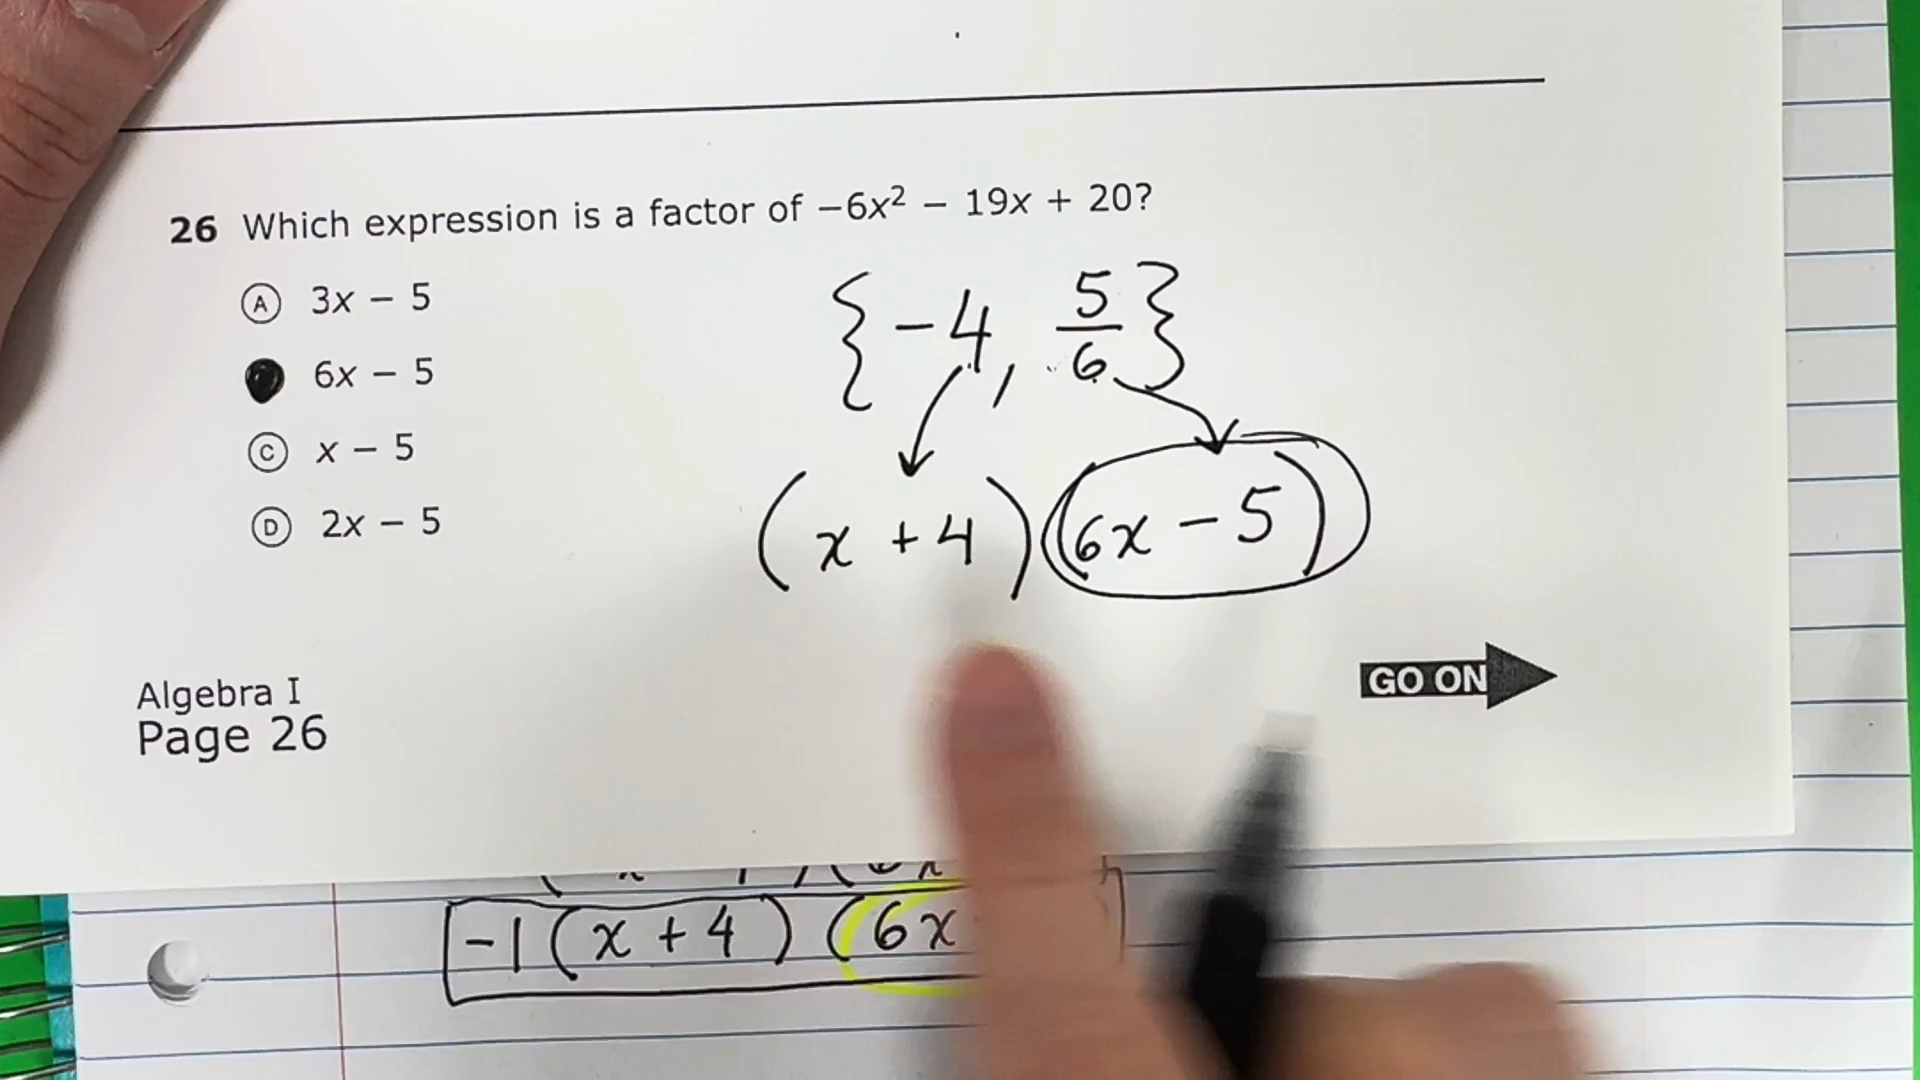 26 Which expression is a factor of −6x² − 19x + 20?
A 3x − 5
6x − 5
C x − 5
D 2x − 5
{−4, 5/6}
(x + 4)(6x − 5)
GO ON
Algebra I
Page 26
−1(x + 4)(6x